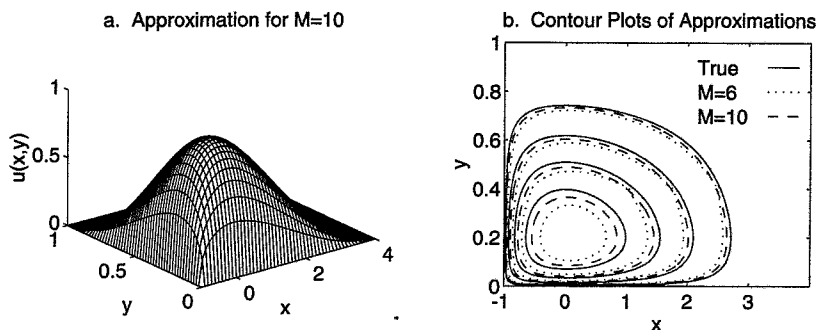 a. Approximation for M=10
1
0.5
0
u(x,y)
1
0.5
0
y
0
2
4
x
b. Contour Plots of Approximations
1
0.8
0.6
0.4
0.2
0
y
True
M=6
M=10
-1
0
1
2
3
x